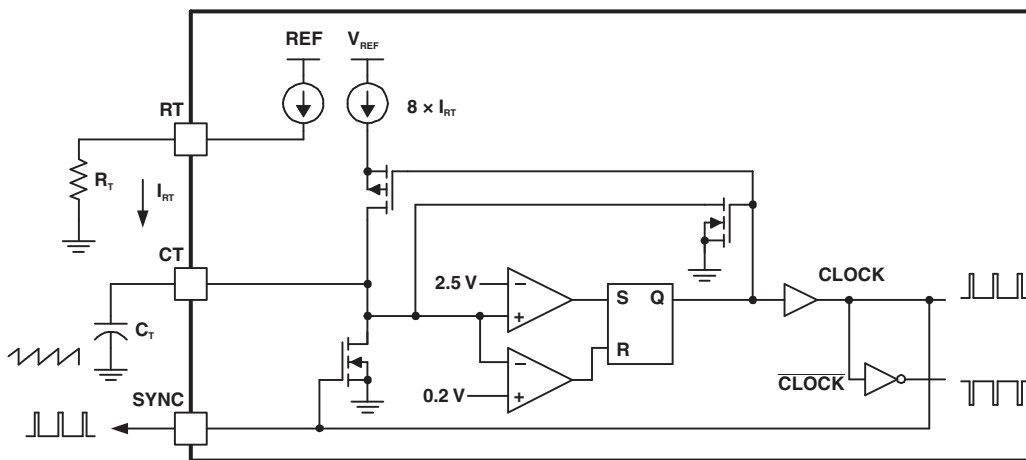 REF
V_REF
RT
8 × I_RT
R_T
I_RT
CT
CLOCK
2.5 V
−
+
S
Q
R
C_T
−
+
0.2 V
CLOCK
SYNC